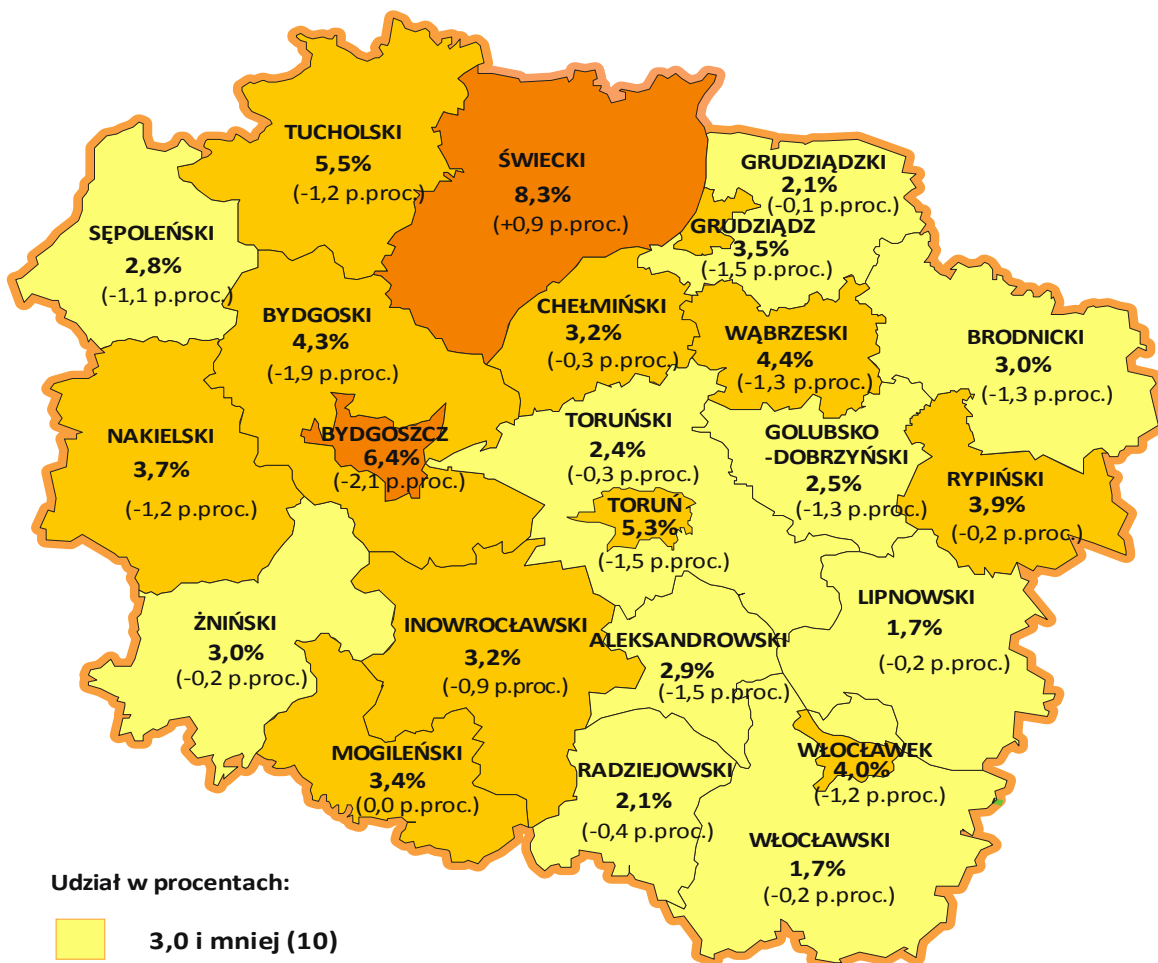 TUCHOLSKI
5,5%
(-1,2 p.proc.)
ŚWIECKI
8,3%
(+0,9 p.proc.)
GRUDZIĄDZKI
2,1%
(-0,1 p.proc.)
GRUDZIĄDZ
3,5%
(-1,5 p.proc.)
SĘPOLEŃSKI
2,8%
(-1,1 p.proc.)
BYDGOSKI
4,3%
(-1,9 p.proc.)
CHEŁMIŃSKI
3,2%
(-0,3 p.proc.)
WĄBRZESKI
4,4%
(-1,3 p.proc.)
BRODNICKI
3,0%
(-1,3 p.proc.)
NAKIELSKI
3,7%
(-1,2 p.proc.)
BYDGOSZCZ
6,4%
(-2,1 p.proc.)
TORUŃSKI
2,4%
(-0,3 p.proc.)
TORUŃ
5,3%
(-1,5 p.proc.)
GOLUBSKO
-DOBRZYŃSKI
2,5%
(-1,3 p.proc.)
RYPIŃSKI
3,9%
(-0,2 p.proc.)
ŻNIŃSKI
3,0%
(-0,2 p.proc.)
INOWROCŁAWSKI
3,2%
(-0,9 p.proc.)
ALEKSANDROWSKI
2,9%
(-1,5 p.proc.)
LIPNOWSKI
1,7%
(-0,2 p.proc.)
MOGILEŃSKI
3,4%
(0,0 p.proc.)
RADZIEJOWSKI
2,1%
(-0,4 p.proc.)
WŁOCŁAWEK
4,0%
(-1,2 p.proc.)
WŁOCŁAWSKI
1,7%
(-0,2 p.proc.)
Udział w procentach:
3,0 i mniej (10)